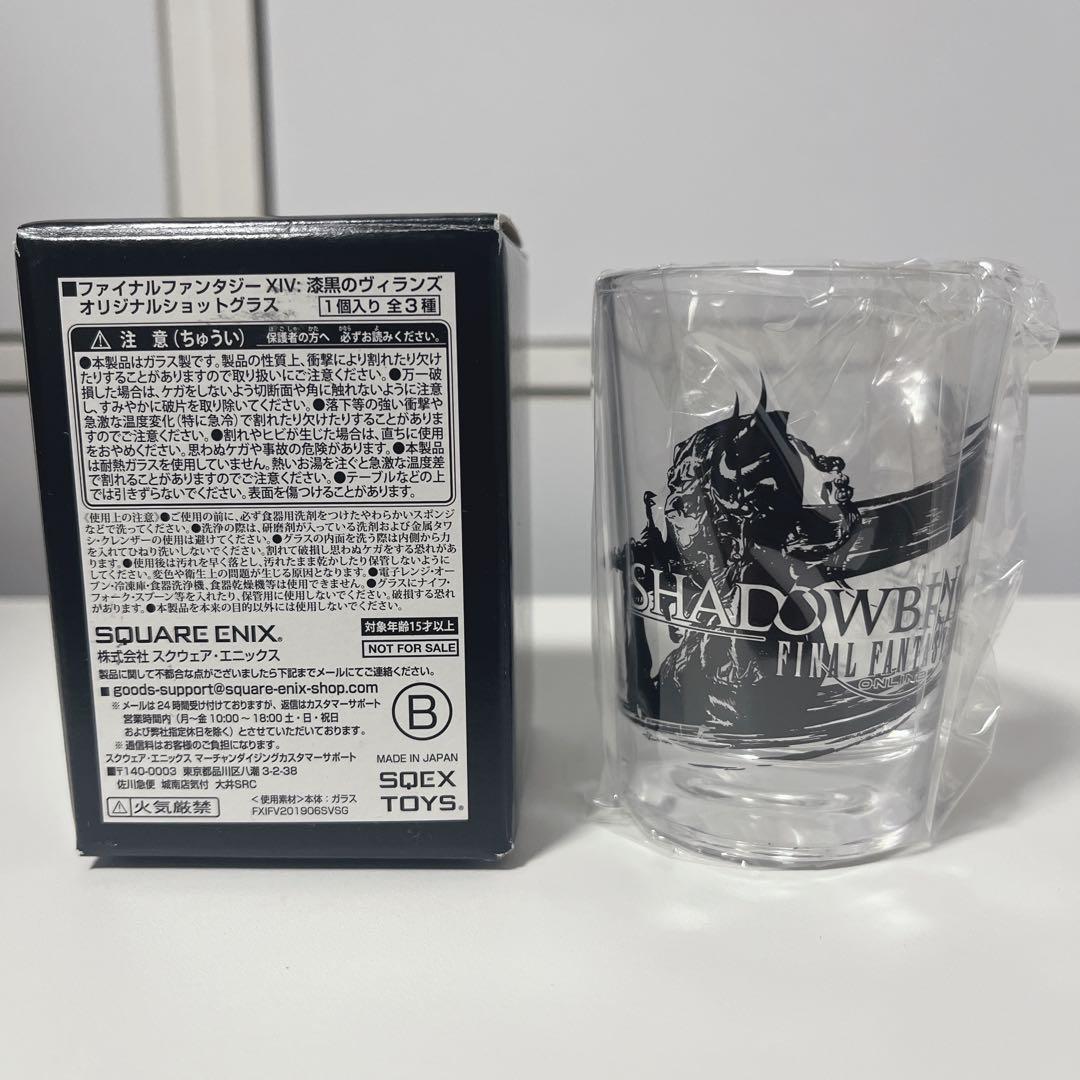 ■ファイナルファンタジー XIV: 漆黒のヴィランズ
オリジナルショットグラス 1個入り 全3種
⚠ 注 意 (ちゅうい) 保護者の方へ 必ずお読みください。
●本製品はガラス製です。製品の性質上、衝撃により割れたり欠け
たりすることがありますので取り扱いにご注意ください。●万一破
損した場合は、ケガをしないよう切断面や角に触れないように注意
し、すみやかに破片を取り除いてください。●落下等の強い衝撃や
急激な温度変化(特に急冷)で割れたり欠けたりすることがありま
すのでご注意ください。●割れやヒビが生じた場合は、直ちに使用
をおやめください。思わぬケガや事故の危険があります。●本製品
は耐熱ガラスを使用していません。熱いお湯を注ぐと急激な温度差
で割れることがありますのでご注意ください。●テーブルなどの上
では引きずらないでください。表面を傷つけることがあります。
《使用上の注意》●ご使用の前に、必ず食器用洗剤をつけたやわらかいスポンジ
などで洗ってください。●洗浄の際は、研磨剤が入っている洗剤および金属タワ
シ・クレンザーの使用は避けてください。●グラスの内面を洗う際は内側から力
を入れてひねり洗いしないでください。割れて破損し思わぬケガをする恐れがあ
ります。●使用後は汚れを早く落とし、汚れたまま乾かしたり保管しないように
してください。変色や衛生上の問題が生じる原因となります。●電子レンジ・オー
ブン・冷凍庫・食器洗浄機、食器乾燥機等は使用できません。●グラスにナイフ・
フォーク・スプーン等を入れたり、保管用に使用しないでください。破損する恐れ
があります。●本製品を本来の目的以外には使用しないでください。
SQUARE ENIX®
対象年齢15才以上
株式会社 スクウェア・エニックス
NOT FOR SALE
製品に関して不都合な点がございましたら下記までメールにてご連絡ください。
■goods-support@square-enix-shop.com
※メールは24時間受け付けておりますが、返信はカスタマーサポート
営業時間内(月〜金 10:00〜18:00 土・日・祝日
および弊社指定休日を除く)とさせていただいております。
※通信料はお客様のご負担になります。
B
スクウェア・エニックス マーチャンダイジングカスタマーサポート
MADE IN JAPAN
■〒140-0003 東京都品川区八潮 3-2-38
佐川急便 城南店気付 大井SRC
SQEX
TOYS®
⚠火気厳禁
<使用素材>本体:ガラス
FXIFV201906SVSG
SHADOWBRIN
FINAL FANTAS
ONLINE